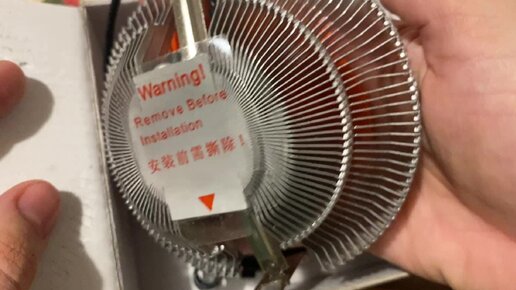 Warning!
Remove Before
Installation
安装前需撕除！